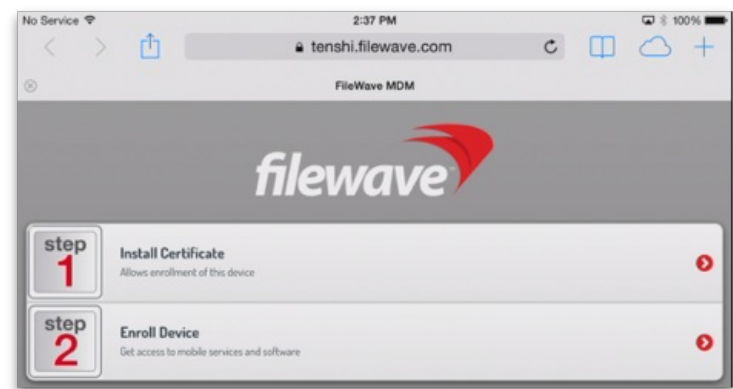 No Service 2:37 PM 100%
tenshi.filewave.com
FileWave MDM
filewave
step
1
Install Certificate
Allows enrollment of this device
step
2
Enroll Device
Get access to mobile services and software